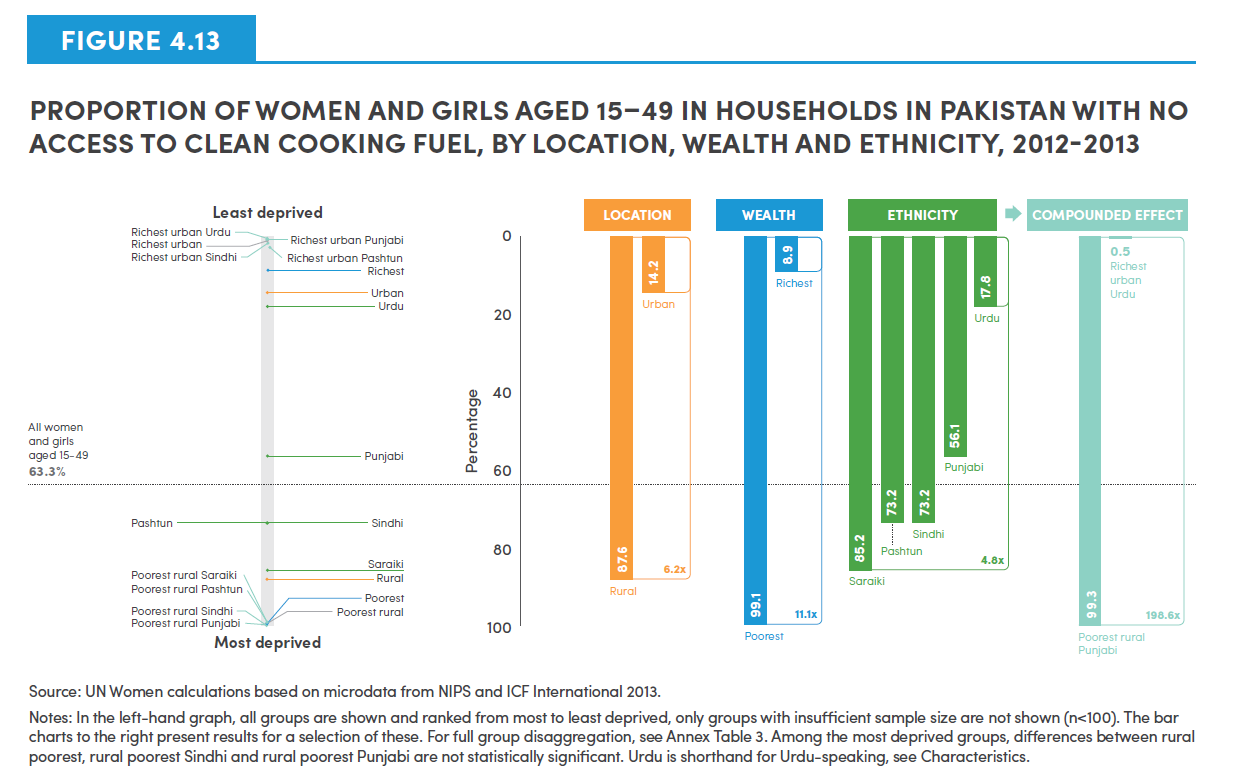 FIGURE 4.13
PROPORTION OF WOMEN AND GIRLS AGED 15–49 IN HOUSEHOLDS IN PAKISTAN WITH NO
ACCESS TO CLEAN COOKING FUEL, BY LOCATION, WEALTH AND ETHNICITY, 2012-2013
Least deprived
Richest urban Urdu
Richest urban
Richest urban Sindhi
Richest urban Punjabi
Richest urban Pashtun
Richest
Urban
Urdu
All women
and girls
aged 15-49
63.3%
Punjabi
Pashtun
Sindhi
Saraiki
Rural
Poorest rural Saraiki
Poorest rural Pashtun
Poorest
Poorest rural
Poorest rural Sindhi
Poorest rural Punjabi
Most deprived
Percentage
0
20
40
60
80
100
LOCATION
87.6
Rural
14.2
Urban
6.2x
WEALTH
99.1
Poorest
8.9
Richest
11.1x
ETHNICITY
85.2
Saraiki
73.2
Pashtun
73.2
Sindhi
56.1
Punjabi
17.8
Urdu
4.8x
COMPOUNDED EFFECT
99.3
Poorest rural
Punjabi
0.5
Richest
urban
Urdu
198.6x
Source: UN Women calculations based on microdata from NIPS and ICF International 2013.
Notes: In the left-hand graph, all groups are shown and ranked from most to least deprived, only groups with insufficient sample size are not shown (n<100). The bar
charts to the right present results for a selection of these. For full group disaggregation, see Annex Table 3. Among the most deprived groups, differences between rural
poorest, rural poorest Sindhi and rural poorest Punjabi are not statistically significant. Urdu is shorthand for Urdu-speaking, see Characteristics.